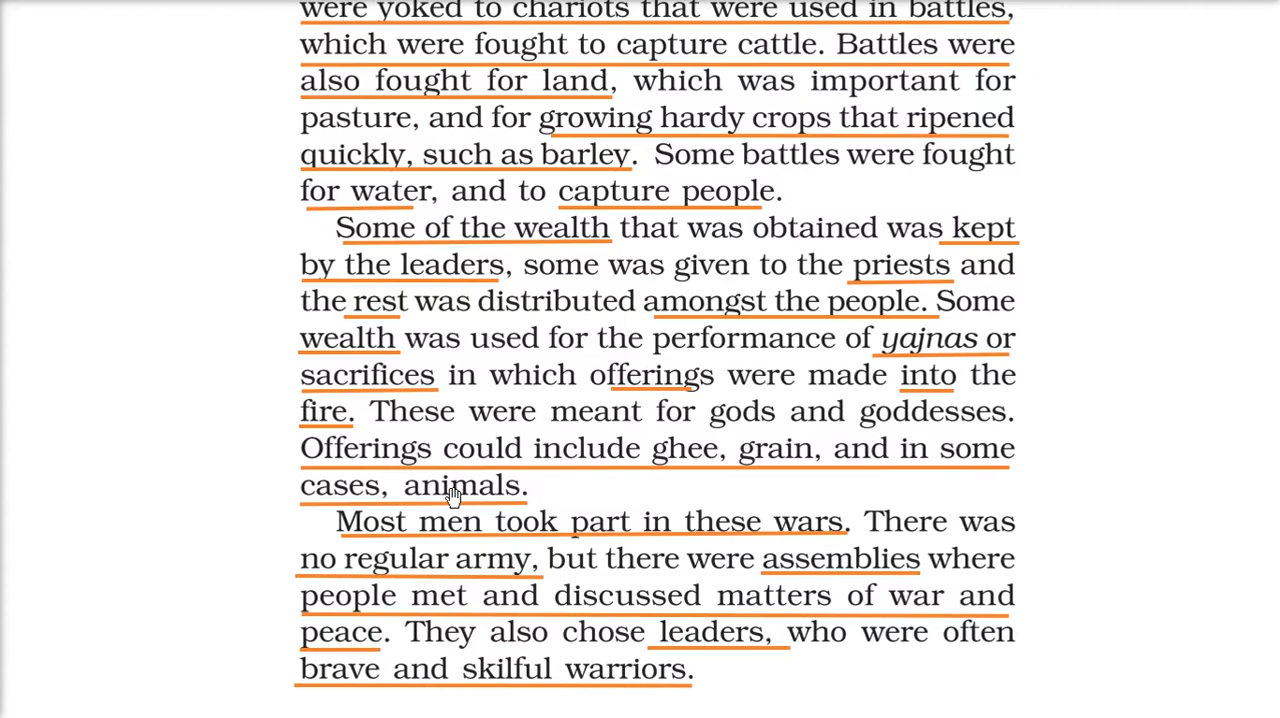 were yoked to chariots that were used in battles,
which were fought to capture cattle. Battles were
also fought for land, which was important for
pasture, and for growing hardy crops that ripened
quickly, such as barley. Some battles were fought
for water, and to capture people.
Some of the wealth that was obtained was kept
by the leaders, some was given to the priests and
the rest was distributed amongst the people. Some
wealth was used for the performance of yajnas or
sacrifices in which offerings were made into the
fire. These were meant for gods and goddesses.
Offerings could include ghee, grain, and in some
cases, animals.
Most men took part in these wars. There was
no regular army, but there were assemblies where
people met and discussed matters of war and
peace. They also chose leaders, who were often
brave and skilful warriors.